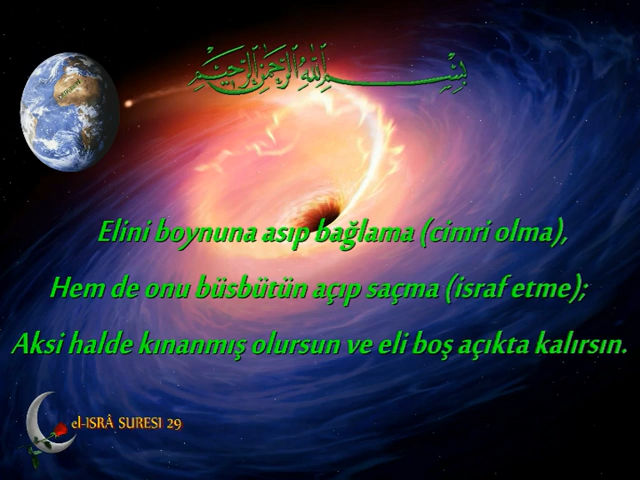 بسم الله الرحمن الرحيم
Elini boynuna asıp bağlama (cimri olma),
Hem de onu büsbütün açıp saçma (israf etme);
Aksi halde kınanmış olursun ve eli boş açıkta kalırsın.
el-ISRÂ SURESI 29